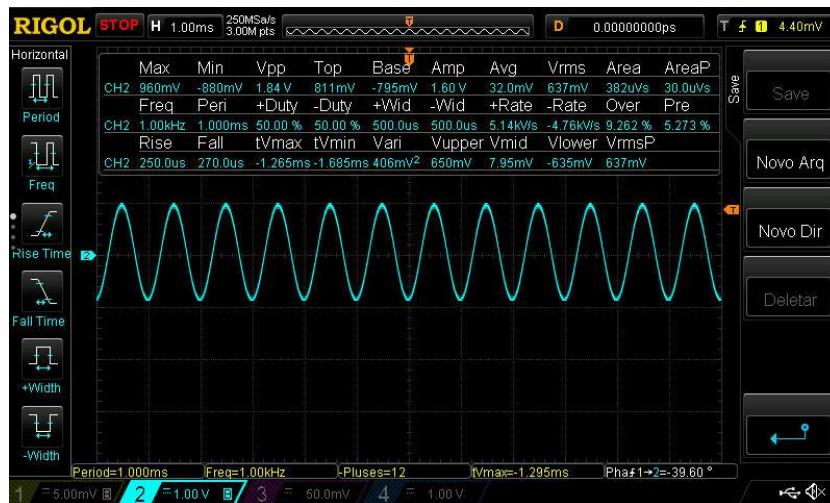 RIGOL STOP H 1.00ms 250MSa/s 3.00M pts D 0.00000000ps T 1 4.40mV
Horizontal
Period
Freq
Rise Time
Fall Time
+Width
-Width
Max Min Vpp Top Base Amp Avg Vrms Area AreaP
CH2 960mV -880mV 1.84 V 811mV -795mV 1.60 V 32.0mV 637mV 382uVs 30.0uVs
Freq Peri +Duty -Duty +Wid -Wid +Rate -Rate Over Pre
CH2 1.00kHz 1.000ms 50.00 % 50.00 % 500.0us 500.0us 5.14kV/s -4.76kV/s 9.262 % 5.273 %
Rise Fall tVmax tVmin Vari Vupper Vmid Vlower VrmsP
CH2 250.0us 270.0us -1.265ms -1.685ms 406mV² 650mV 7.95mV -635mV 637mV
T
T
2
Save
Save
Novo Arq
Novo Dir
Deletar
Period=1.000ms Freq=1.00kHz -Pluses=12 tVmax=-1.295ms Pha 1→2=-39.60 °
1 = 5.00mV B 2 = 1.00 V B 3 = 50.0mV 4 = 1.00 V